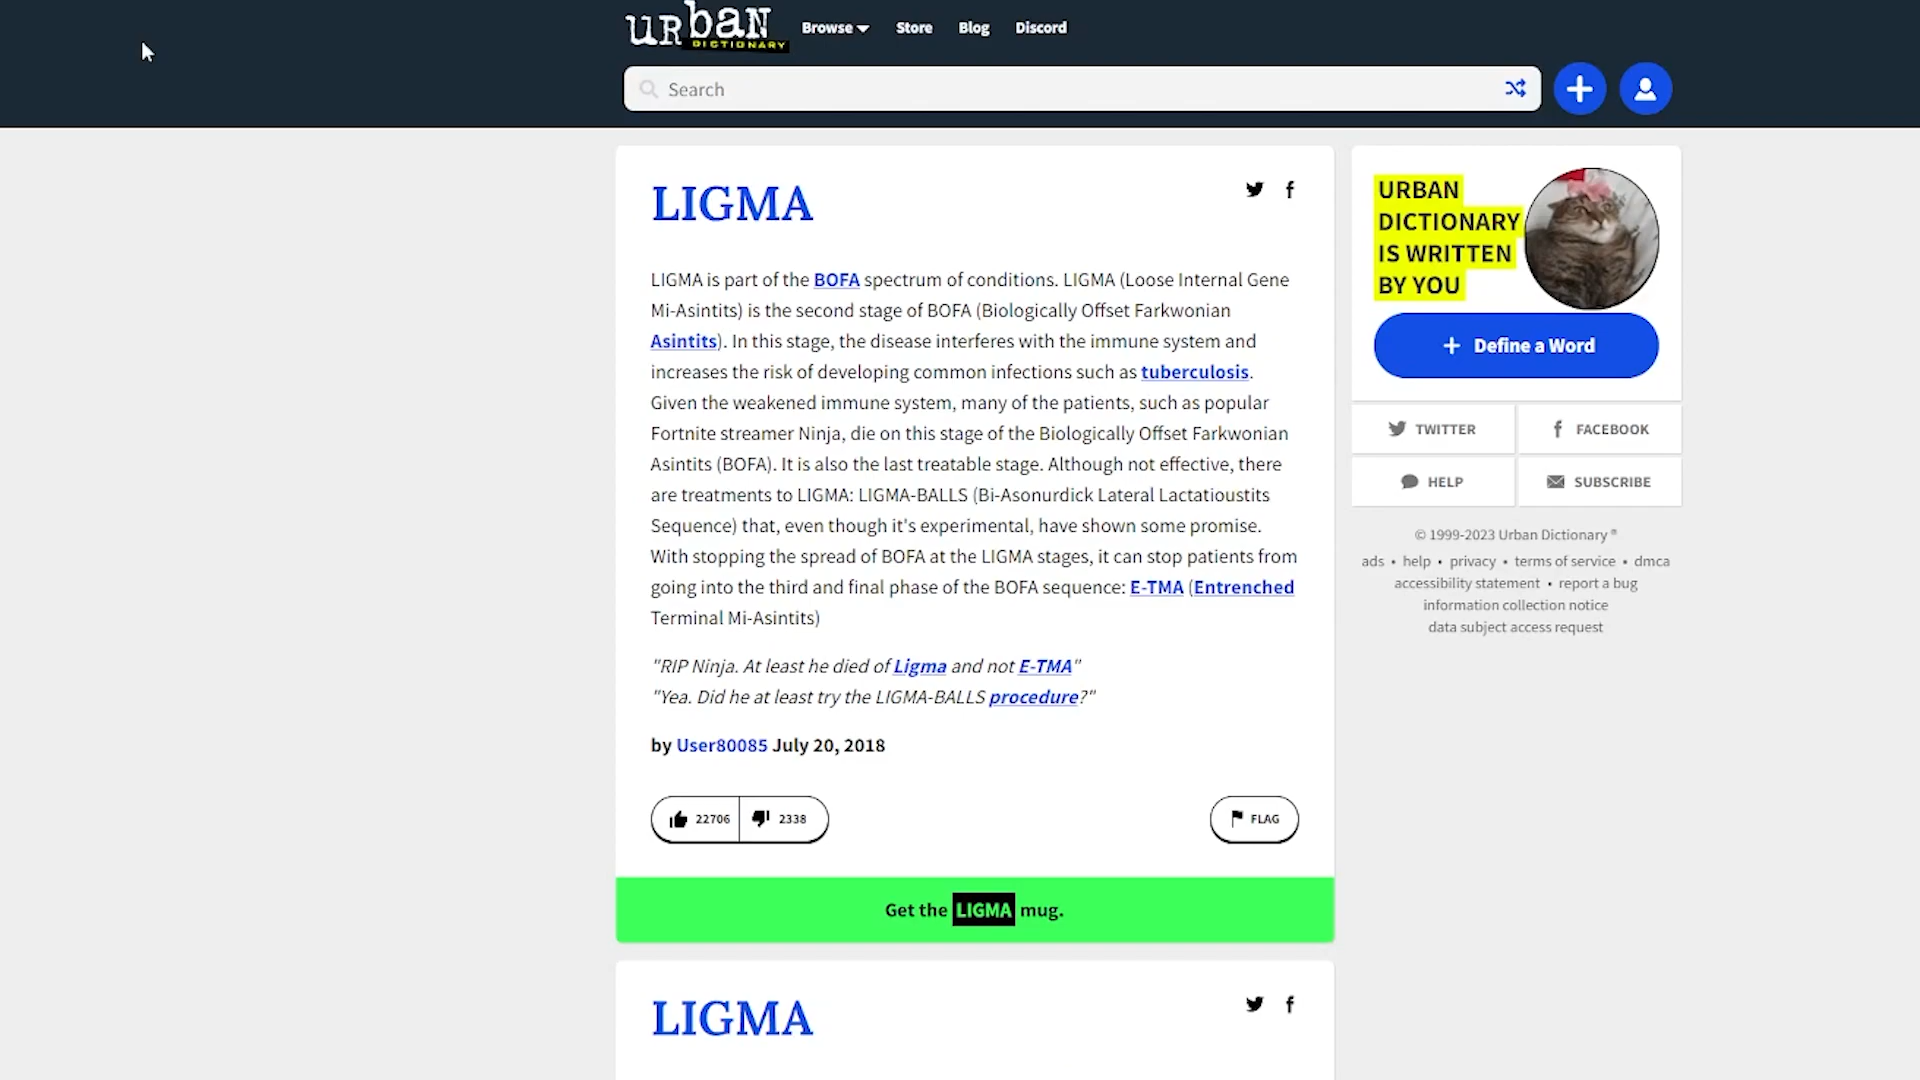 urban
DICTIONARY
Browse
Store
Blog
Discord
Search
LIGMA
LIGMA is part of the BOFA spectrum of conditions. LIGMA (Loose Internal Gene
Mi-Asintits) is the second stage of BOFA (Biologically Offset Farkwonian
Asintits). In this stage, the disease interferes with the immune system and
increases the risk of developing common infections such as tuberculosis.
Given the weakened immune system, many of the patients, such as popular
Fortnite streamer Ninja, die on this stage of the Biologically Offset Farkwonian
Asintits (BOFA). It is also the last treatable stage. Although not effective, there
are treatments to LIGMA: LIGMA-BALLS (Bi-Asonurdick Lateral Lactatioustits
Sequence) that, even though it's experimental, have shown some promise.
With stopping the spread of BOFA at the LIGMA stages, it can stop patients from
going into the third and final phase of the BOFA sequence: E-TMA (Entrenched
Terminal Mi-Asintits)
"RIP Ninja. At least he died of Ligma and not E-TMA"
"Yea. Did he at least try the LIGMA-BALLS procedure?"
by User80085 July 20, 2018
22706
2338
FLAG
Get the LIGMA mug.
LIGMA
URBAN
DICTIONARY
IS WRITTEN
BY YOU
+ Define a Word
TWITTER
FACEBOOK
HELP
SUBSCRIBE
© 1999-2023 Urban Dictionary ®
ads • help • privacy • terms of service • dmca
accessibility statement • report a bug
information collection notice
data subject access request